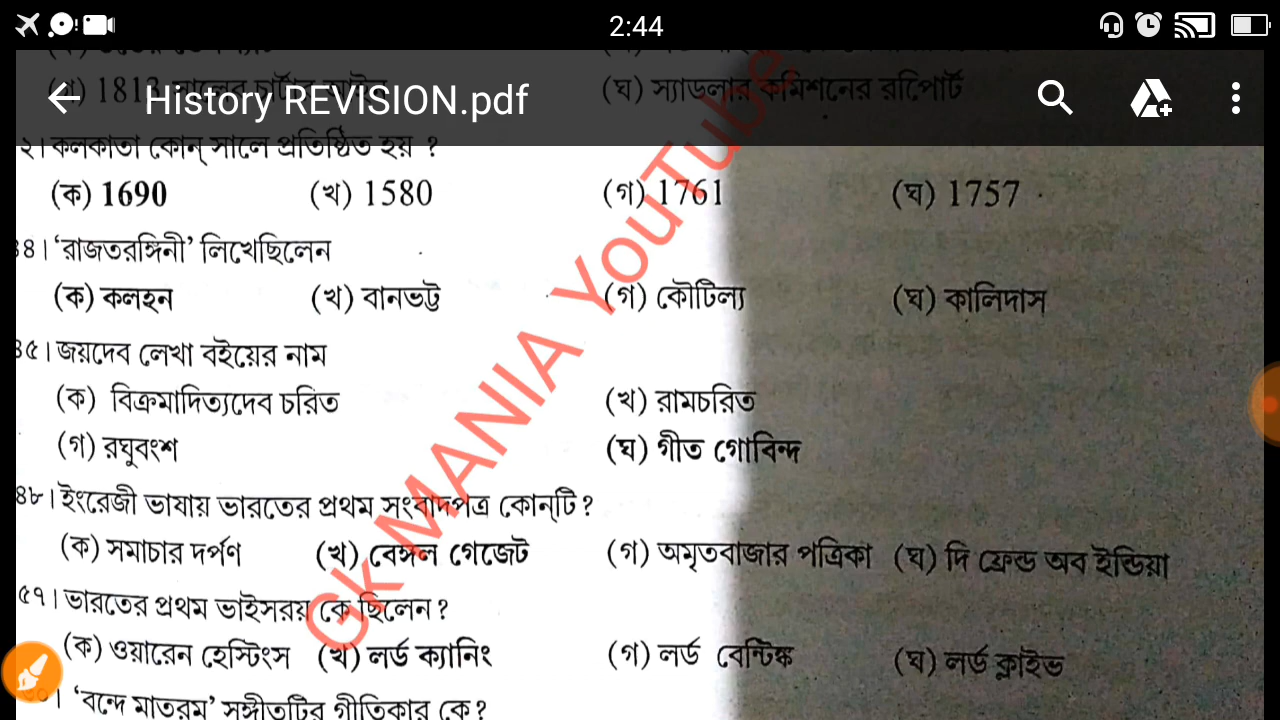 2:44
(ঘ) স্যাডলার কমিশনের রিপোর্ট
History REVISION.pdf
২। কলকাতা কোন্ সালে প্রতিষ্ঠিত হয় ?
(ক) 1690 (খ) 1580 (গ) 1761 (ঘ) 1757
৪। ‘রাজতরঙ্গিনী’ লিখেছিলেন
(ক) কলহন (খ) বানভট্ট (গ) কৌটিল্য (ঘ) কালিদাস
৪৫। জয়দেব লেখা বইয়ের নাম
(ক) বিক্রমাদিত্যদেব চরিত (খ) রামচরিত
(গ) রঘুবংশ (ঘ) গীত গোবিন্দ
৪৮। ইংরেজী ভাষায় ভারতের প্রথম সংবাদপত্র কোন্‌টি ?
(ক) সমাচার দর্পণ (খ) বেঙ্গল গেজেট (গ) অমৃতবাজার পত্রিকা (ঘ) দি ফ্রেন্ড অব ইন্ডিয়া
৫৭। ভারতের প্রথম ভাইসরয় কে ছিলেন ?
(ক) ওয়ারেন হেস্টিংস (খ) লর্ড ক্যানিং (গ) লর্ড বেন্টিঙ্ক (ঘ) লর্ড ক্লাইভ
‘বন্দে মাতরম’ সঙ্গীতটির গীতিকার কে ?
Gk MANIA YouTube